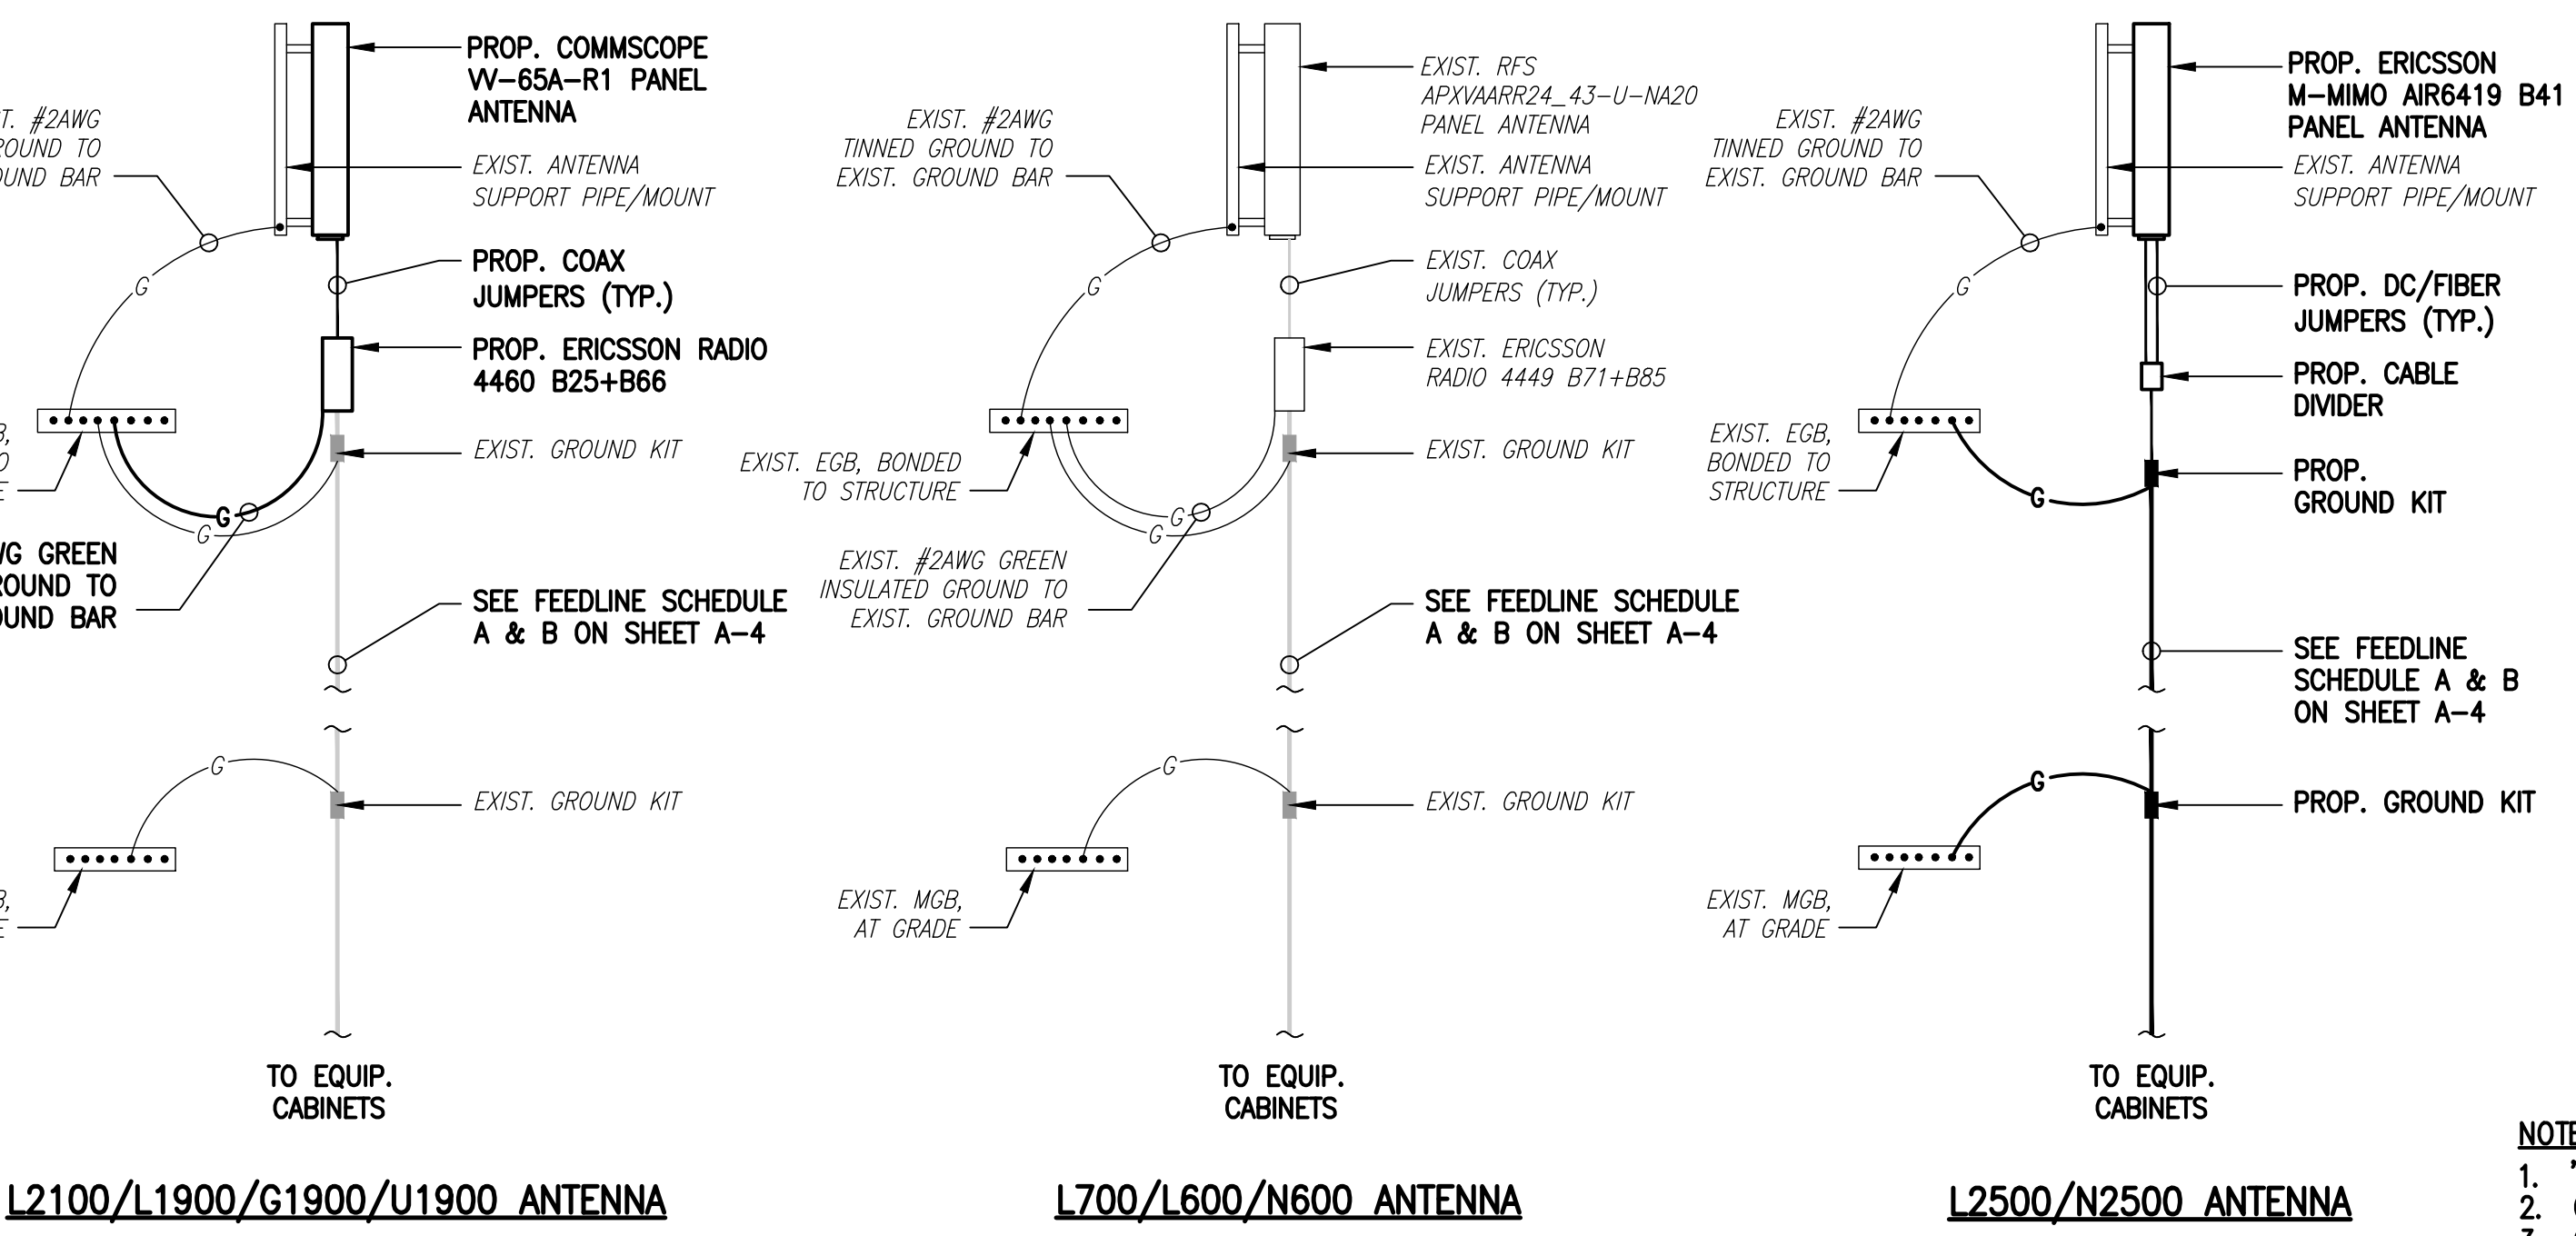 PROP. COMMSCOPE
VV-65A-R1 PANEL
ANTENNA
#2AWG
TO
BAR
EXIST. ANTENNA
SUPPORT PIPE/MOUNT
G
PROP. COAX
JUMPERS (TYP.)
PROP. ERICSSON RADIO
4460 B25+B66
EXIST. GROUND KIT
G
G
GREEN
TO
BAR
SEE FEEDLINE SCHEDULE
A & B ON SHEET A-4
G
EXIST. GROUND KIT
TO EQUIP.
CABINETS
L2100/L1900/G1900/U1900 ANTENNA
EXIST. RFS
APXVAARR24_43-U-NA20
PANEL ANTENNA
EXIST. #2AWG
TINNED GROUND TO
EXIST. GROUND BAR
EXIST. ANTENNA
SUPPORT PIPE/MOUNT
G
EXIST. COAX
JUMPERS (TYP.)
EXIST. ERICSSON
RADIO 4449 B71+B85
EXIST. GROUND KIT
EXIST. EGB, BONDED
TO STRUCTURE
G
G
EXIST. #2AWG GREEN
INSULATED GROUND TO
EXIST. GROUND BAR
SEE FEEDLINE SCHEDULE
A & B ON SHEET A-4
G
EXIST. GROUND KIT
EXIST. MGB,
AT GRADE
TO EQUIP.
CABINETS
L700/L600/N600 ANTENNA
PROP. ERICSSON
M-MIMO AIR6419 B41
PANEL ANTENNA
EXIST. #2AWG
TINNED GROUND TO
EXIST. GROUND BAR
EXIST. ANTENNA
SUPPORT PIPE/MOUNT
G
PROP. DC/FIBER
JUMPERS (TYP.)
PROP. CABLE
DIVIDER
EXIST. EGB,
BONDED TO
STRUCTURE
PROP.
GROUND KIT
G
SEE FEEDLINE
SCHEDULE A & B
ON SHEET A-4
G
PROP. GROUND KIT
EXIST. MGB,
AT GRADE
TO EQUIP.
CABINETS
L2500/N2500 ANTENNA
1.
2.